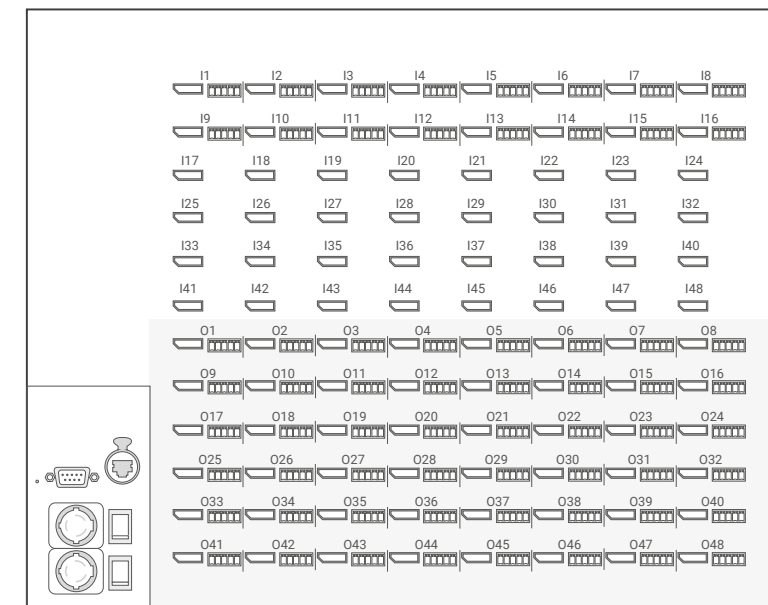 I1 I2 I3 I4 I5 I6 I7 I8
I9 I10 I11 I12 I13 I14 I15 I16
I17 I18 I19 I20 I21 I22 I23 I24
I25 I26 I27 I28 I29 I30 I31 I32
I33 I34 I35 I36 I37 I38 I39 I40
I41 I42 I43 I44 I45 I46 I47 I48
O1 O2 O3 O4 O5 O6 O7 O8
O9 O10 O11 O12 O13 O14 O15 O16
O17 O18 O19 O20 O21 O22 O23 O24
O25 O26 O27 O28 O29 O30 O31 O32
O33 O34 O35 O36 O37 O38 O39 O40
O41 O42 O43 O44 O45 O46 O47 O48